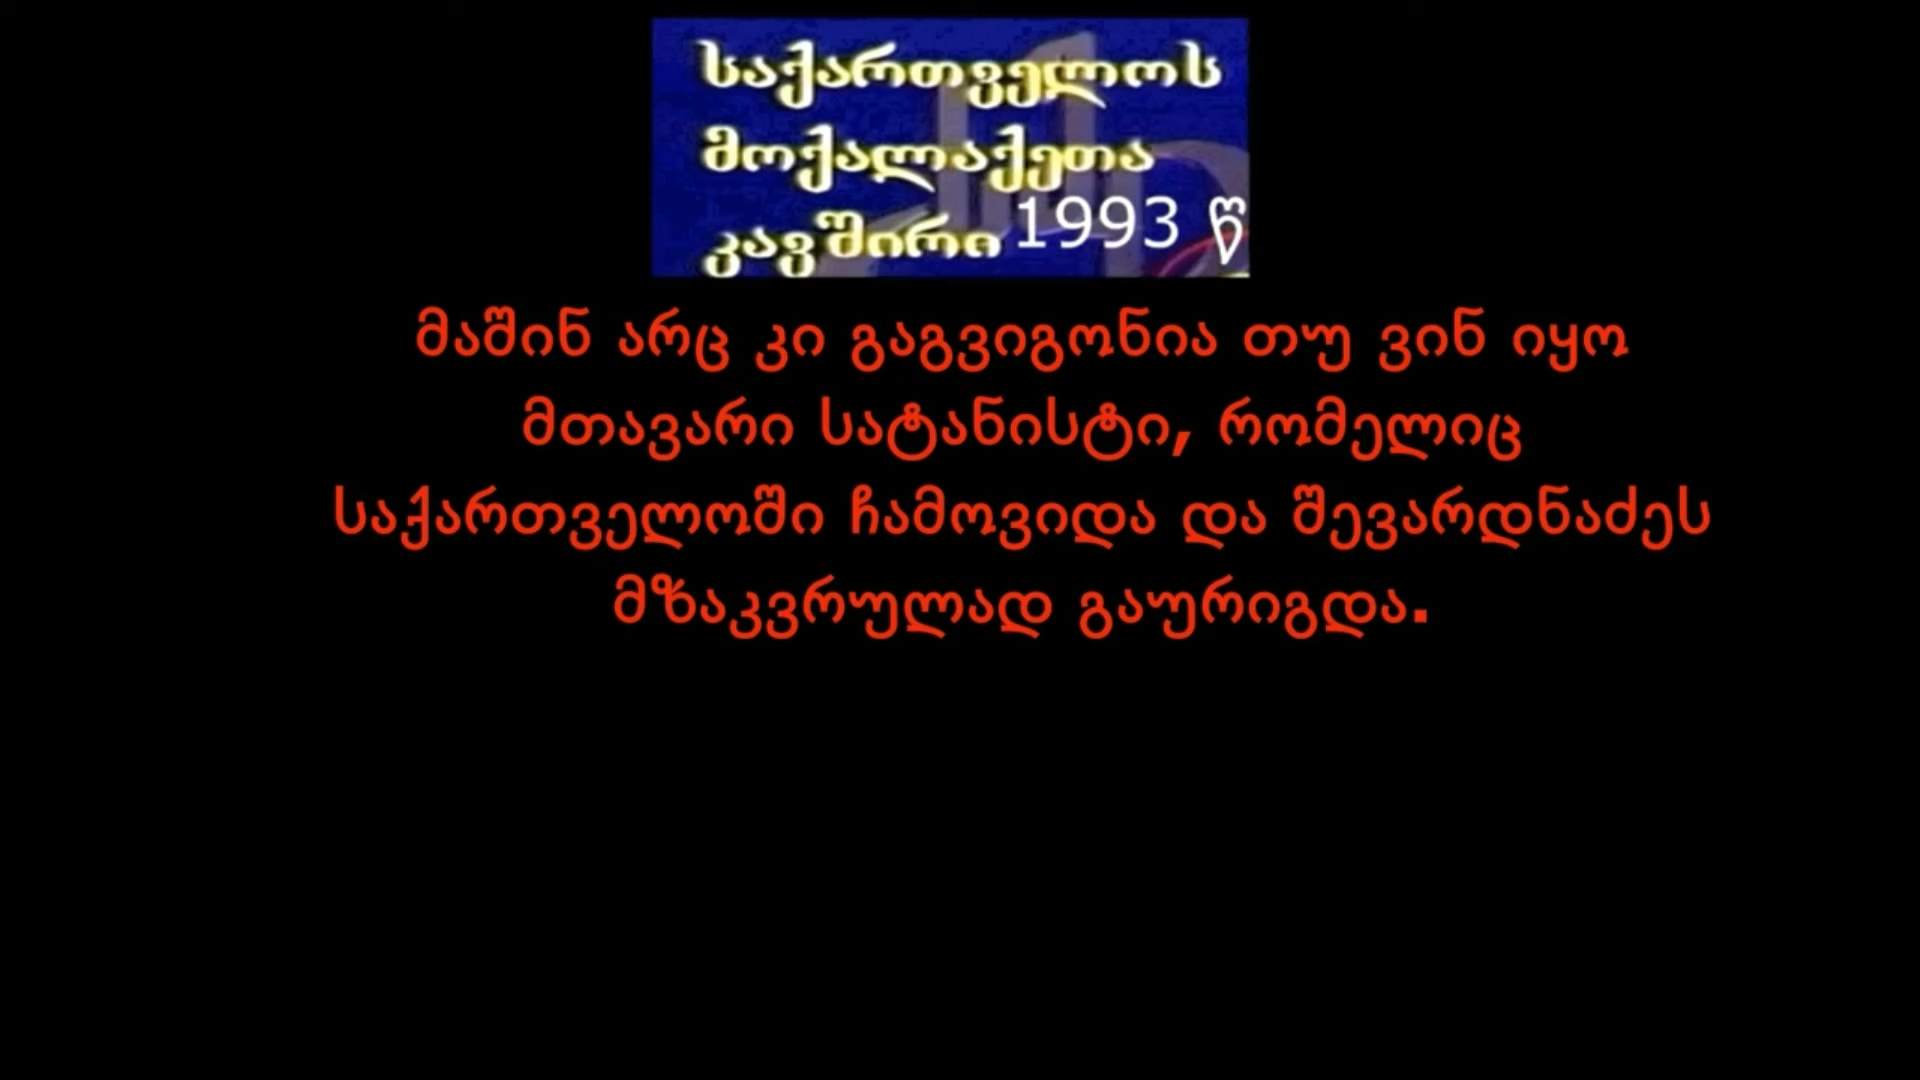 საქართველოს
მოქალაქეთა
კავშირი 1993 წ
მაშინ არც კი გაგვიგონია თუ ვინ იყო
მთავარი სატანისტი, რომელიც
საქართველოში ჩამოვიდა და შევარდნაძეს
მზაკვრულად გაურიგდა.